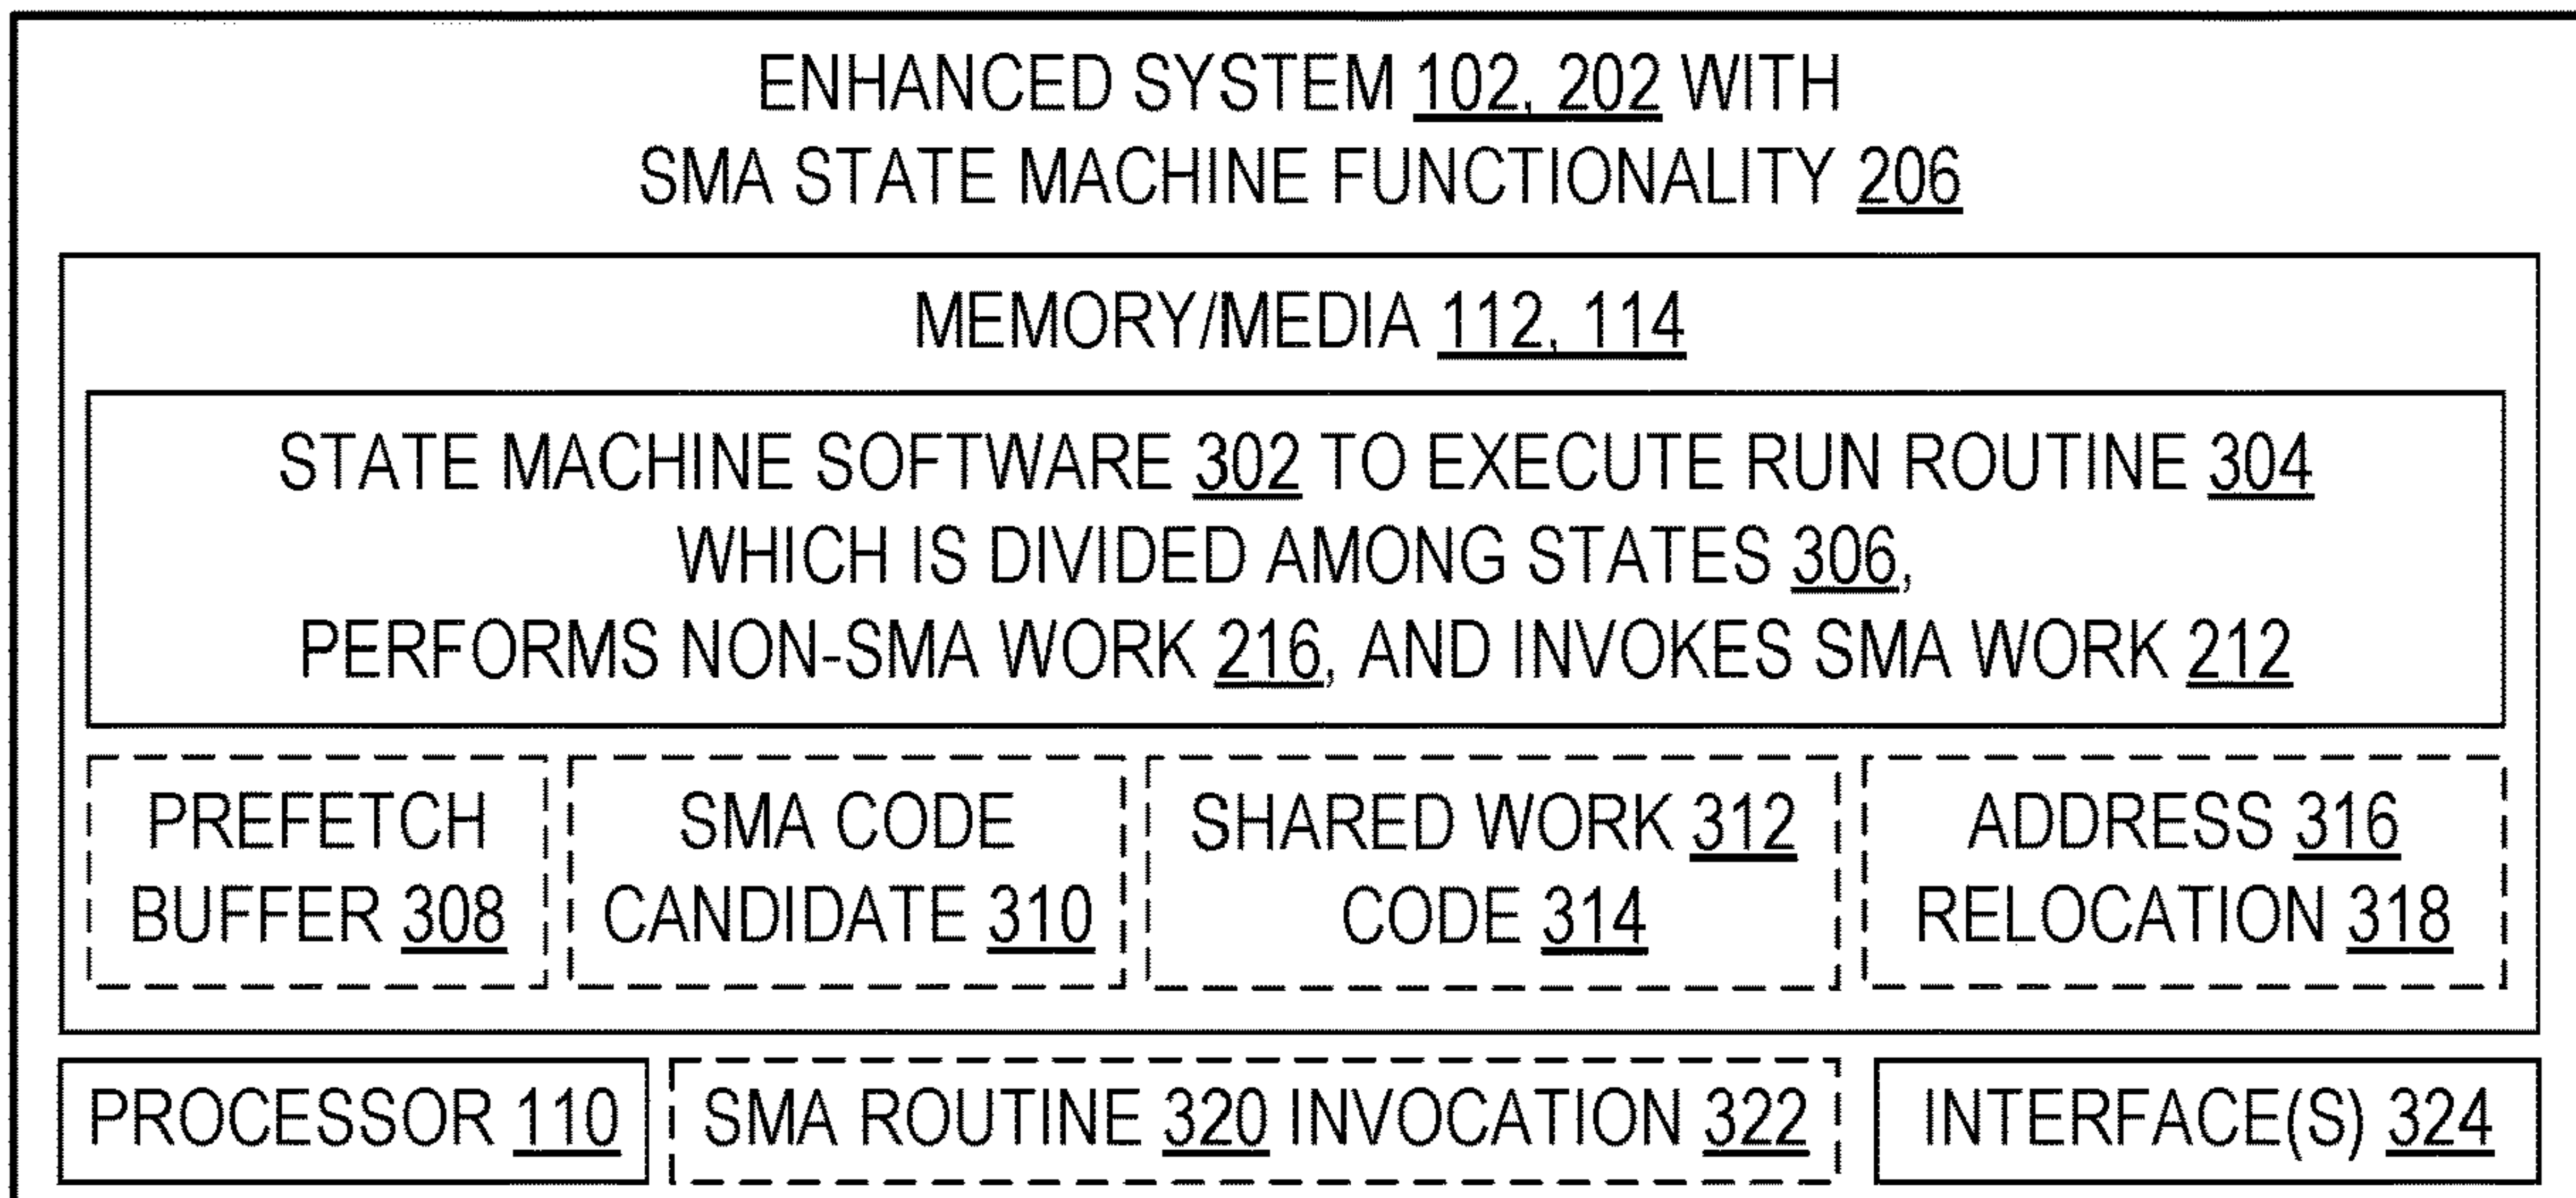 ENHANCED SYSTEM 102, 202 WITH
SMA STATE MACHINE FUNCTIONALITY 206
MEMORY/MEDIA 112, 114
STATE MACHINE SOFTWARE 302 TO EXECUTE RUN ROUTINE 304
WHICH IS DIVIDED AMONG STATES 306,
PERFORMS NON-SMA WORK 216, AND INVOKES SMA WORK 212
PREFETCH
BUFFER 308
SMA CODE
CANDIDATE 310
SHARED WORK 312
CODE 314
ADDRESS 316
RELOCATION 318
PROCESSOR 110
SMA ROUTINE 320 INVOCATION 322
INTERFACE(S) 324